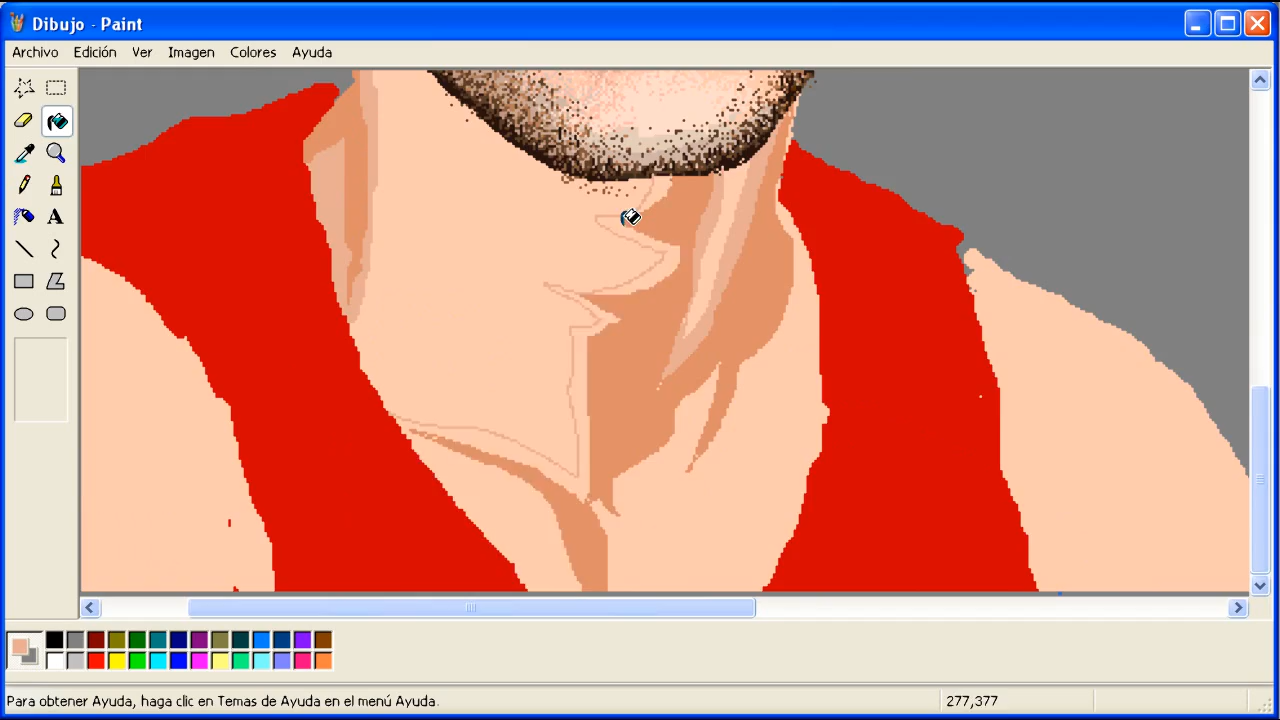 Dibujo - Paint
Archivo Edición Ver Imagen Colores Ayuda
A
Para obtener Ayuda, haga clic en Temas de Ayuda en el menú Ayuda.
277,377